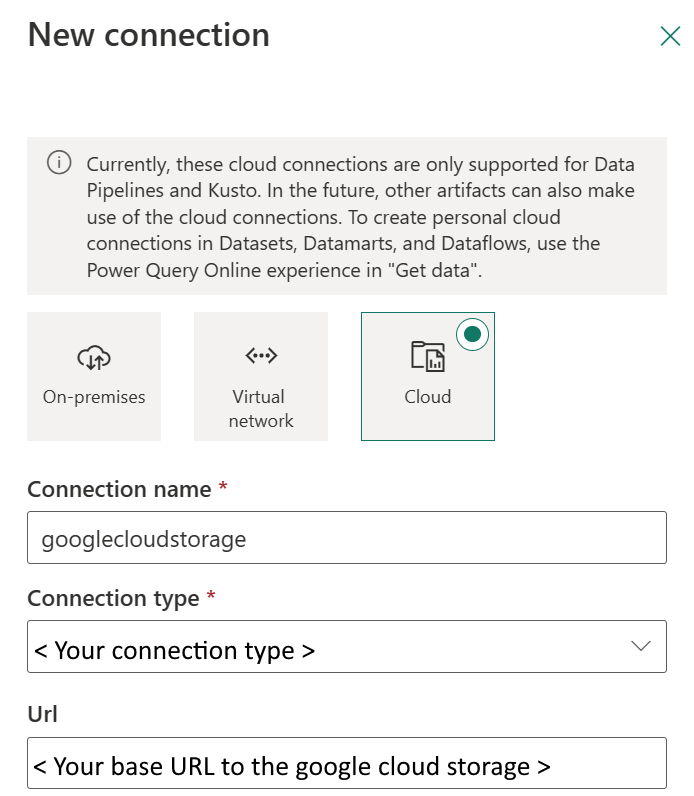 New connection
Currently, these cloud connections are only supported for Data
Pipelines and Kusto. In the future, other artifacts can also make
use of the cloud connections. To create personal cloud
connections in Datasets, Datamarts, and Dataflows, use the
Power Query Online experience in "Get data".
On-premises
Virtual
network
Cloud
Connection name *
googlecloudstorage
Connection type *
< Your connection type >
Url
< Your base URL to the google cloud storage >